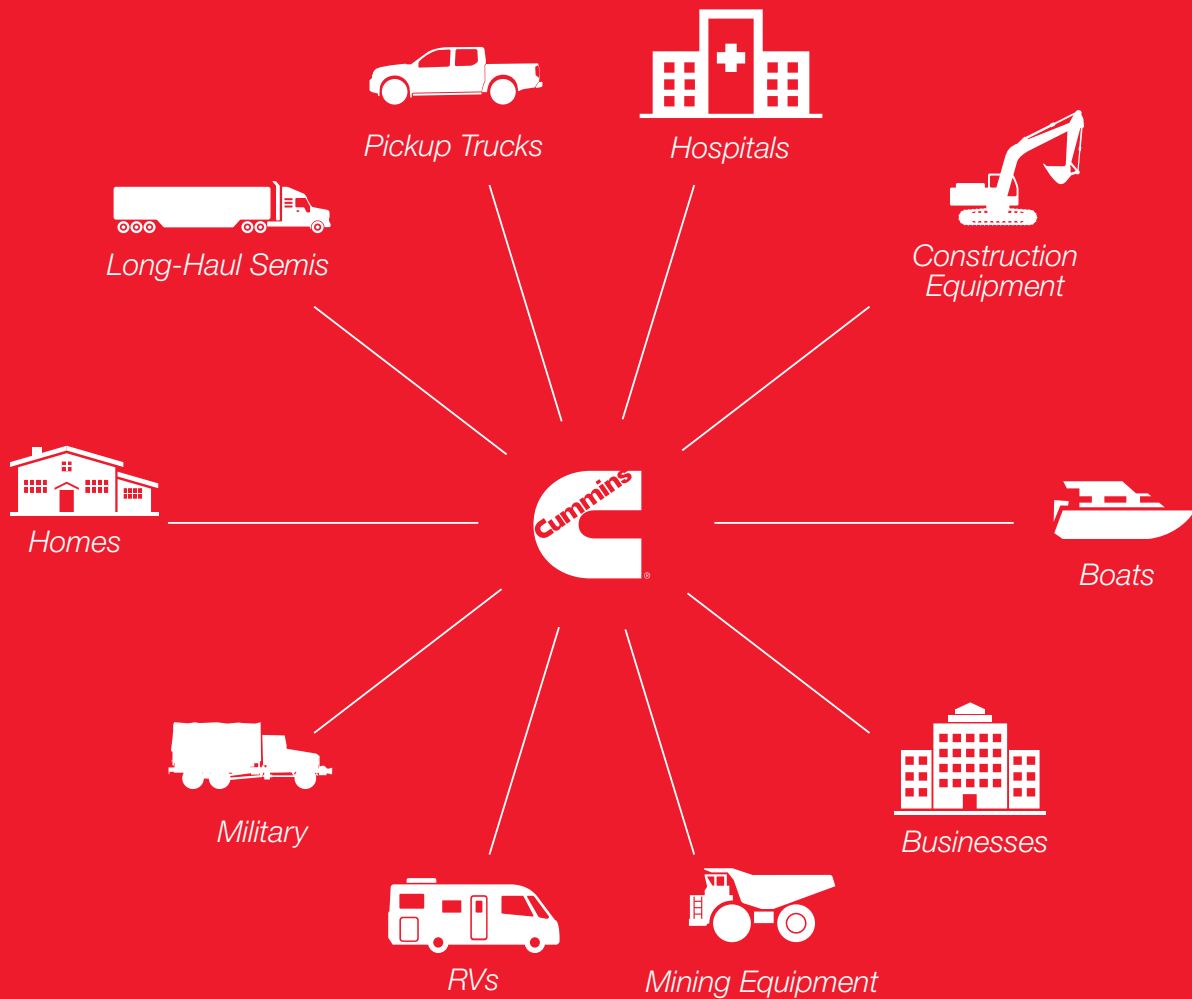 Pickup Trucks
Hospitals
Long-Haul Semis
Construction
Equipment
Cummins
®
Homes
Boats
Military
Businesses
RVs
Mining Equipment